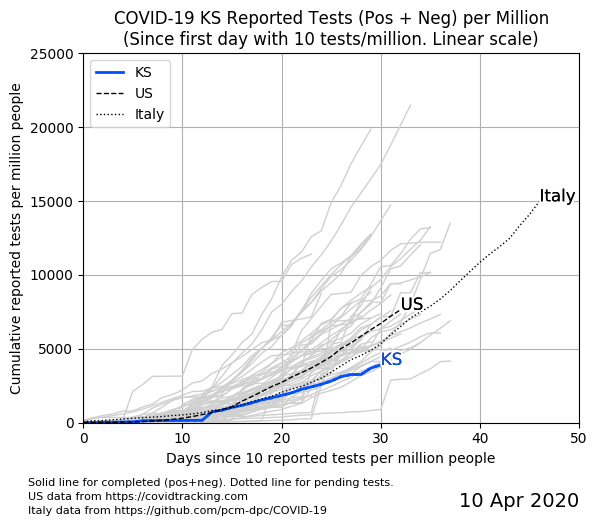 COVID-19 KS Reported Tests (Pos + Neg) per Million
(Since first day with 10 tests/million. Linear scale)
25000
20000
15000
10000
5000
0
Cumulative reported tests per million people
KS
US
Italy
Italy
US
KS
0
10
20
30
40
50
Days since 10 reported tests per million people
Solid line for completed (pos+neg). Dotted line for pending tests.
US data from https://covidtracking.com
Italy data from https://github.com/pcm-dpc/COVID-19
10 Apr 2020